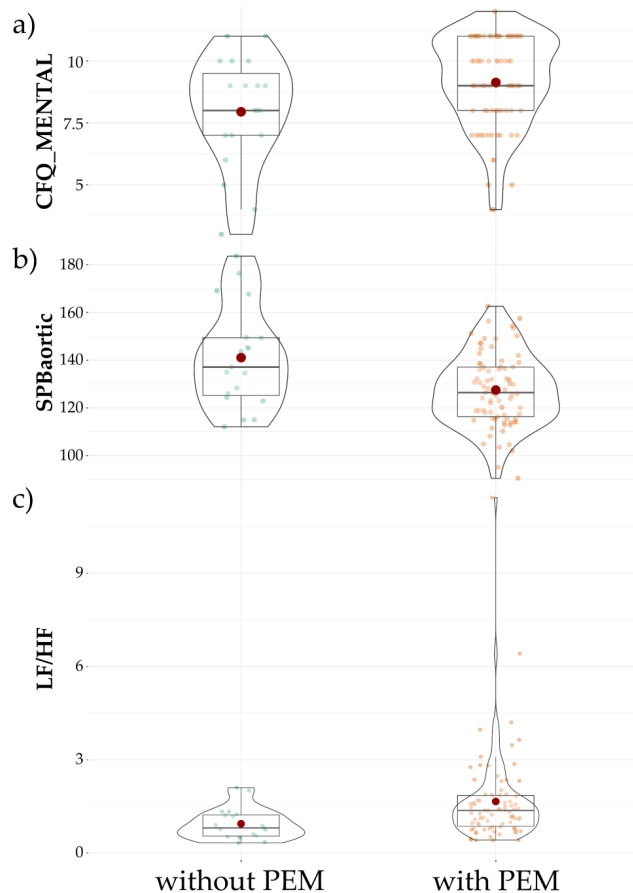 a)
CFQ_MENTAL
10
7.5
5
b)
SPBaortic
180
160
140
120
100
c)
LF/HF
9
6
3
0
without PEM
with PEM